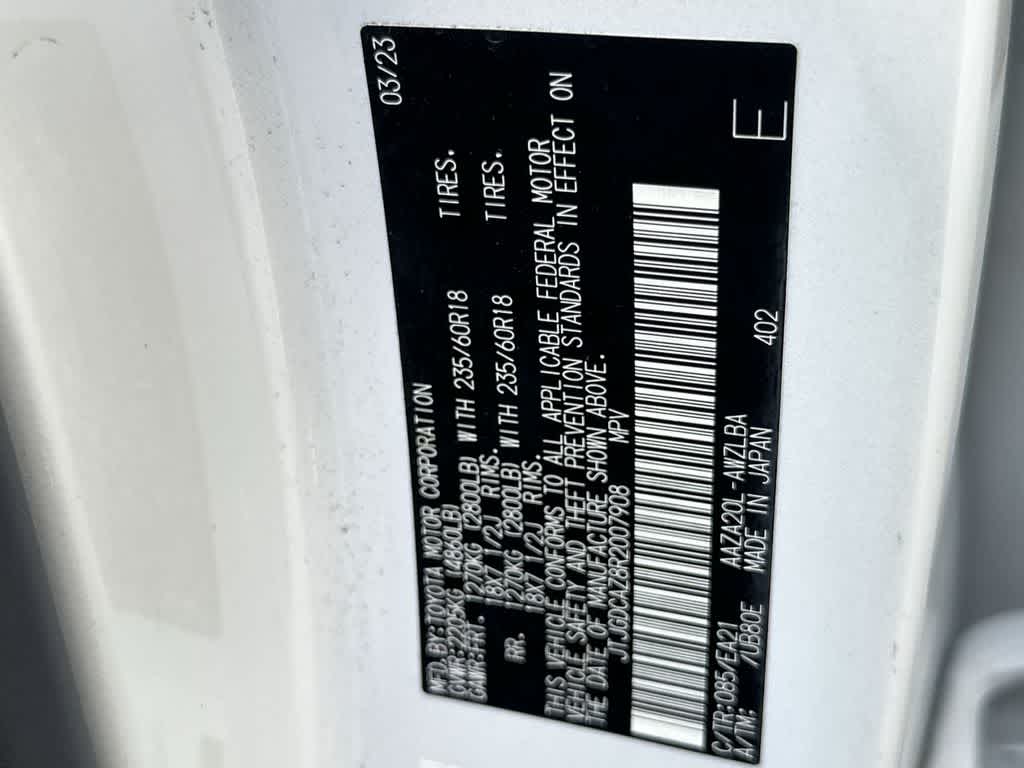 03/23
MFD. BY:TOYOTA MOTOR CORPORATION
GVWR:2205KG (4860LB)
GAWR:FRT. 1270KG (2800LB) WITH 235/60R18 TIRES.
18X7 1/2J RIMS.
RR. 1270KG (2800LB) WITH 235/60R18 TIRES.
18X7 1/2J RIMS.
THIS VEHICLE CONFORMS TO ALL APPLICABLE FEDERAL MOTOR
VEHICLE SAFETY AND THEFT PREVENTION STANDARDS IN EFFECT ON
THE DATE OF MANUFACTURE SHOWN ABOVE.
JTJGDCAZ8R2007908 MPV
C/TR:085/EA21 AAZA20L-AWZLBA
A/TM: /UB80E MADE IN JAPAN 402
E